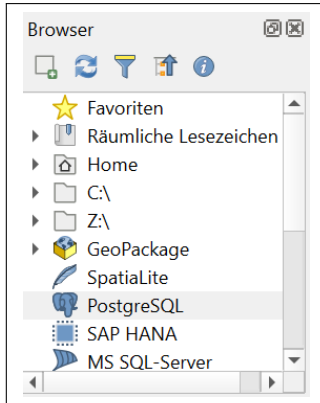 Browser
Favoriten
Räumliche Lesezeichen
Home
C:\
Z:\
GeoPackage
SpatiaLite
PostgreSQL
SAP HANA
MS SQL-Server